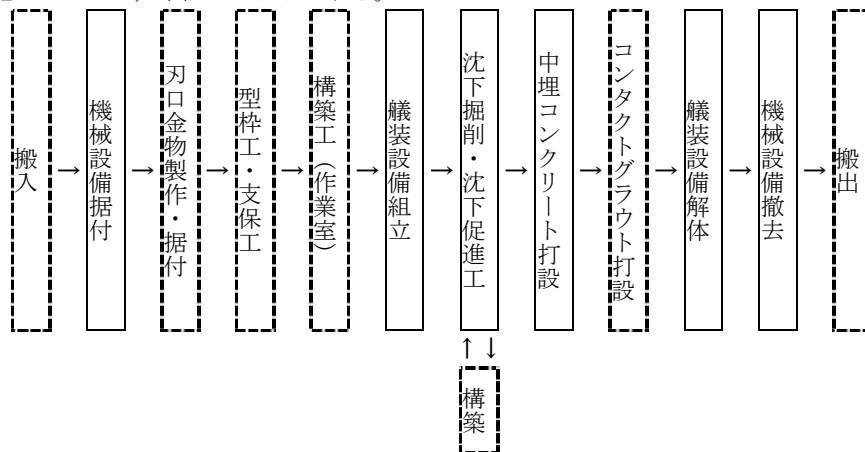 搬入
→
機械設備据付
→
刃口金物製作・据付
→
型枠工・支保工
→
構築工（作業室）
→
艤装設備組立
→
沈下掘削・沈下促進工
→
中埋コンクリート打設
→
コンタクトグラウト打設
→
艤装設備解体
→
機械設備撤去
→
搬出
↑↓
構築